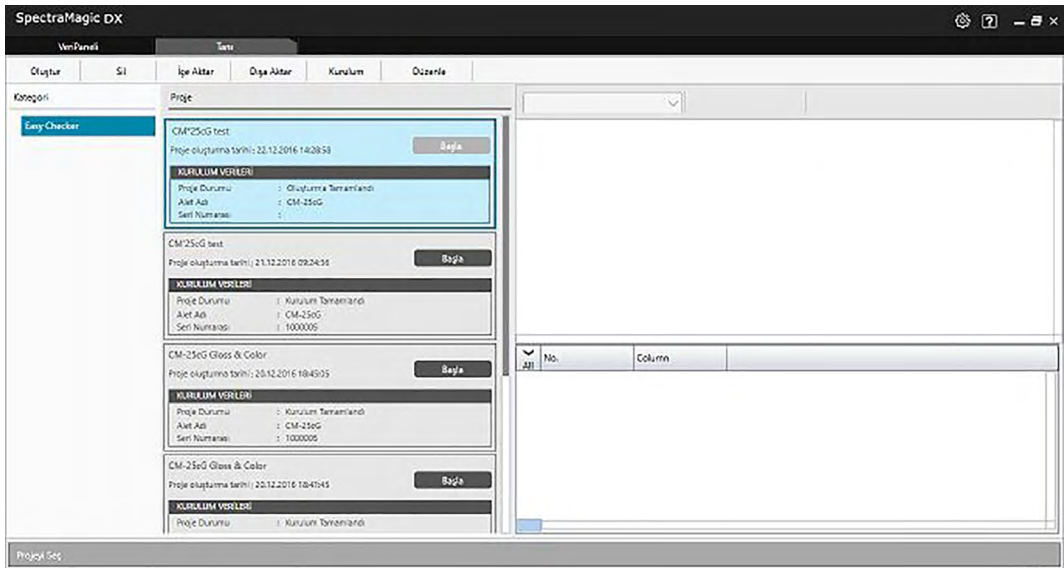 SpectraMagic DX
Veri Paneli Tanı
Oluştur Sil İçe Aktar Dışa Aktar Kurulum Düzenle
Kategori
Easy Checker
Proje
CM*25cG test
Proje oluşturma tarihi : 22.12.2016 14:28:58
Başla
KURULUM VERİLERİ
Proje Durumu : Oluşturma Tamamlandı
Alet Adı : CM-25cG
Seri Numarası :
CM*25cG test
Proje oluşturma tarihi : 21.12.2016 09:24:56
Başla
KURULUM VERİLERİ
Proje Durumu : Kurulum Tamamlandı
Alet Adı : CM-25cG
Seri Numarası : 1000005
CM-25cG Gloss & Color
Proje oluşturma tarihi : 20.12.2016 18:45:05
Başla
KURULUM VERİLERİ
Proje Durumu : Kurulum Tamamlandı
Alet Adı : CM-25cG
Seri Numarası : 1000005
CM-25cG Gloss & Color
Proje oluşturma tarihi : 20.12.2016 18:41:45
Başla
KURULUM VERİLERİ
Proje Durumu : Kurulum Tamamlandı
All No. Column
Projeyi Seç